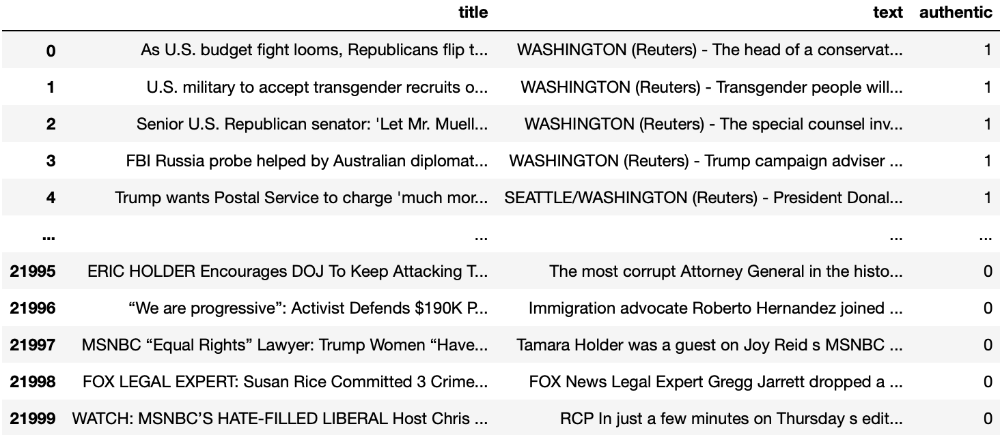 title text authentic
0 As U.S. budget fight looms, Republicans flip t... WASHINGTON (Reuters) - The head of a conservat... 1
1 U.S. military to accept transgender recruits o... WASHINGTON (Reuters) - Transgender people will... 1
2 Senior U.S. Republican senator: 'Let Mr. Muell... WASHINGTON (Reuters) - The special counsel inv... 1
3 FBI Russia probe helped by Australian diplomat... WASHINGTON (Reuters) - Trump campaign adviser ... 1
4 Trump wants Postal Service to charge 'much mor... SEATTLE/WASHINGTON (Reuters) - President Donal... 1
... ... ... ...
21995 ERIC HOLDER Encourages DOJ To Keep Attacking T... The most corrupt Attorney General in the histo... 0
21996 “We are progressive”: Activist Defends $190K P... Immigration advocate Roberto Hernandez joined ... 0
21997 MSNBC “Equal Rights” Lawyer: Trump Women “Have... Tamara Holder was a guest on Joy Reid s MSNBC ... 0
21998 FOX LEGAL EXPERT: Susan Rice Committed 3 Crime... FOX News Legal Expert Gregg Jarrett dropped a ... 0
21999 WATCH: MSNBC’S HATE-FILLED LIBERAL Host Chris ... RCP In just a few minutes on Thursday s edit... 0